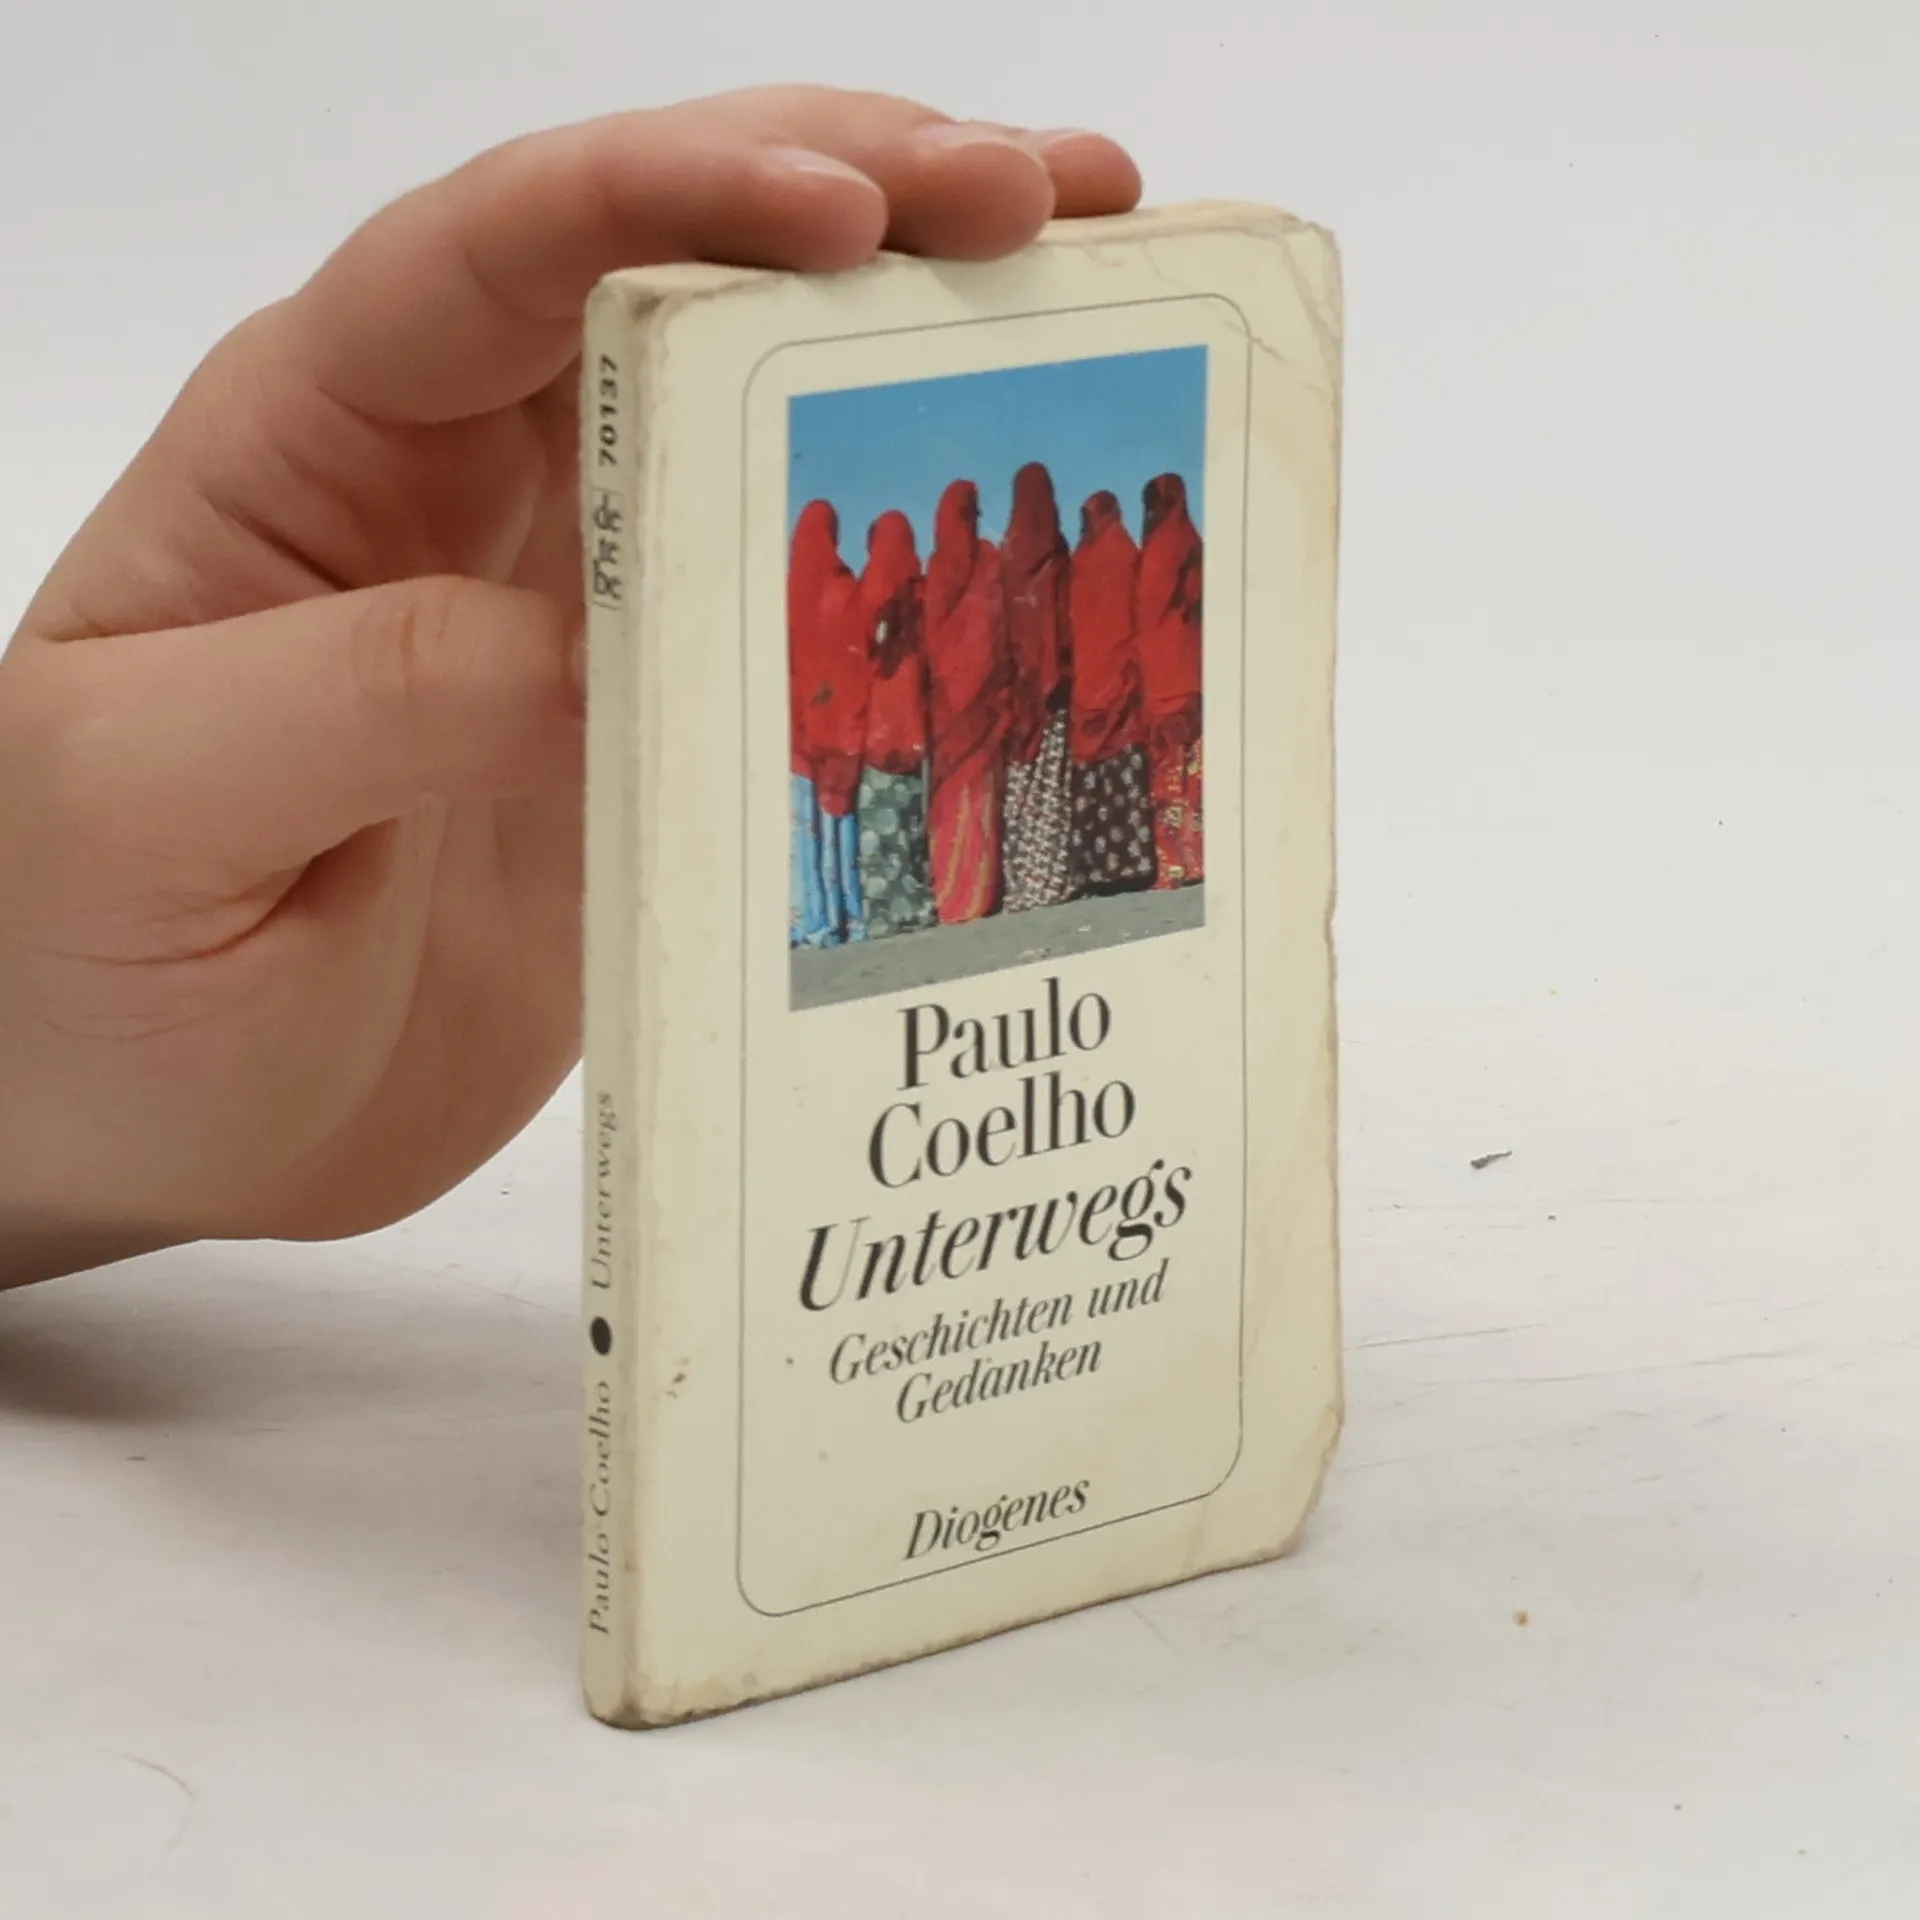 Paulo
Coelho
Unterwegs
Geschichten und
Gedanken
Diogenes
Paulo Coelho ● Unterwegs
70137